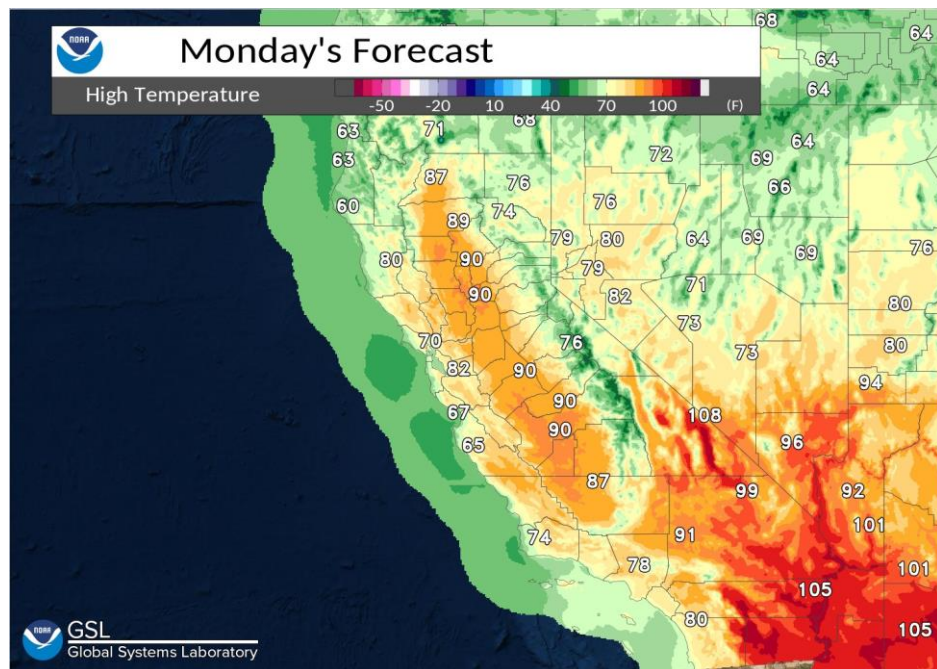 NOAA
Monday's Forecast
High Temperature
-50 -20 10 40 70 100 (F)
68
64
64
64
63 71 68
63 72 69 64
87 76 66
60 89 74 76
80 90 79 80 64 69 69 76
79
90 82 71 80
70 76 73 73 80
82 90 94
67 90 108
65 90 96
87 99 92
74 91 101
78 105 101
80 105
NOAA
GSL
Global Systems Laboratory